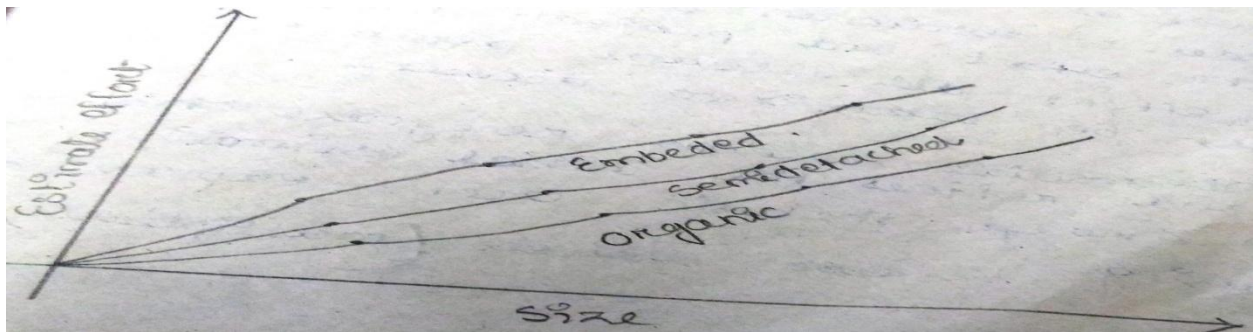 Estimate effort
Embeded
semidetached
organic
Size